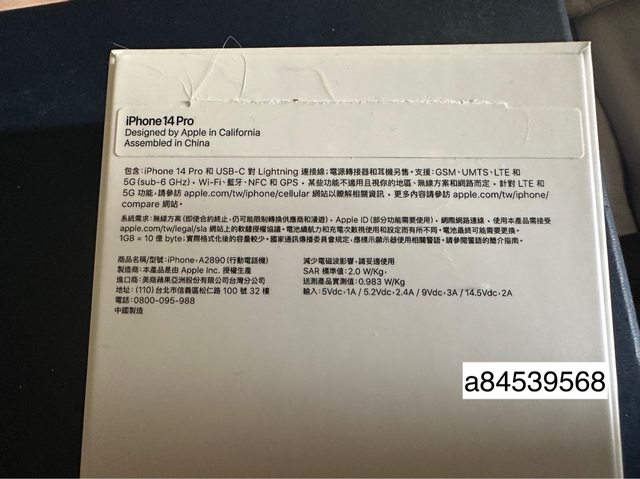 iPhone 14 Pro
Designed by Apple in California
Assembled in China
包含:iPhone 14 Pro 和 USB-C 對 Lightning 連接線;電源轉接器和耳機另售。支援:GSM、UMTS、LTE 和
5G (sub-6 GHz)。Wi-Fi、藍牙、NFC 和 GPS。某些功能不適用且視你的地區、無線方案和網路而定。針對 LTE 和
5G 功能,請參訪 apple.com/tw/iphone/cellular 網站以瞭解相關資訊。更多內容請參訪 apple.com/tw/iphone/
compare 網站。
系統需求:無線方案(即使合約終止,仍可能限制轉換供應商和漫遊)。Apple ID (部分功能需要使用)。網際網路連線。使用本產品需接受
apple.com/tw/legal/sla 網站上的軟體授權協議。電池續航力和充電次數視使用和設定而有所不同。電池最終可能需要更換。
1GB = 10 億 byte;實際格式化後的容量較少。國家通訊傳播委員會規定,應標示顯示器使用相關警語。請參閱警語的簡介指南。
商品名稱/型號:iPhone、A2890 (行動電話機)
製造商:本產品是由 Apple Inc. 授權生產
進口商:美商蘋果亞洲股份有限公司台灣分公司
地址:(110) 台北市信義區松仁路 100 號 32 樓
電話:0800-095-988
中國製造
減少電磁波影響,請妥適使用
SAR 標準值:2.0 W/Kg。
送測產品實測值:0.983 W/Kg
輸入:5Vdc、1A / 5.2Vdc、2.4A / 9Vdc、3A / 14.5Vdc、2A
a84539568